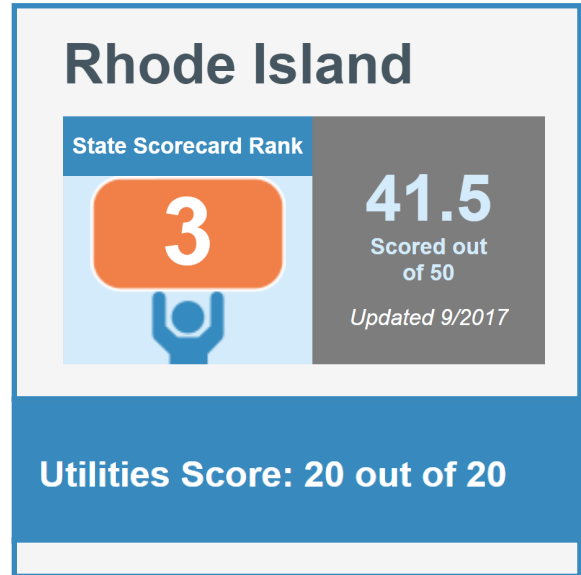 Rhode Island
State Scorecard Rank
3
41.5
Scored out
of 50
Updated 9/2017
Utilities Score: 20 out of 20